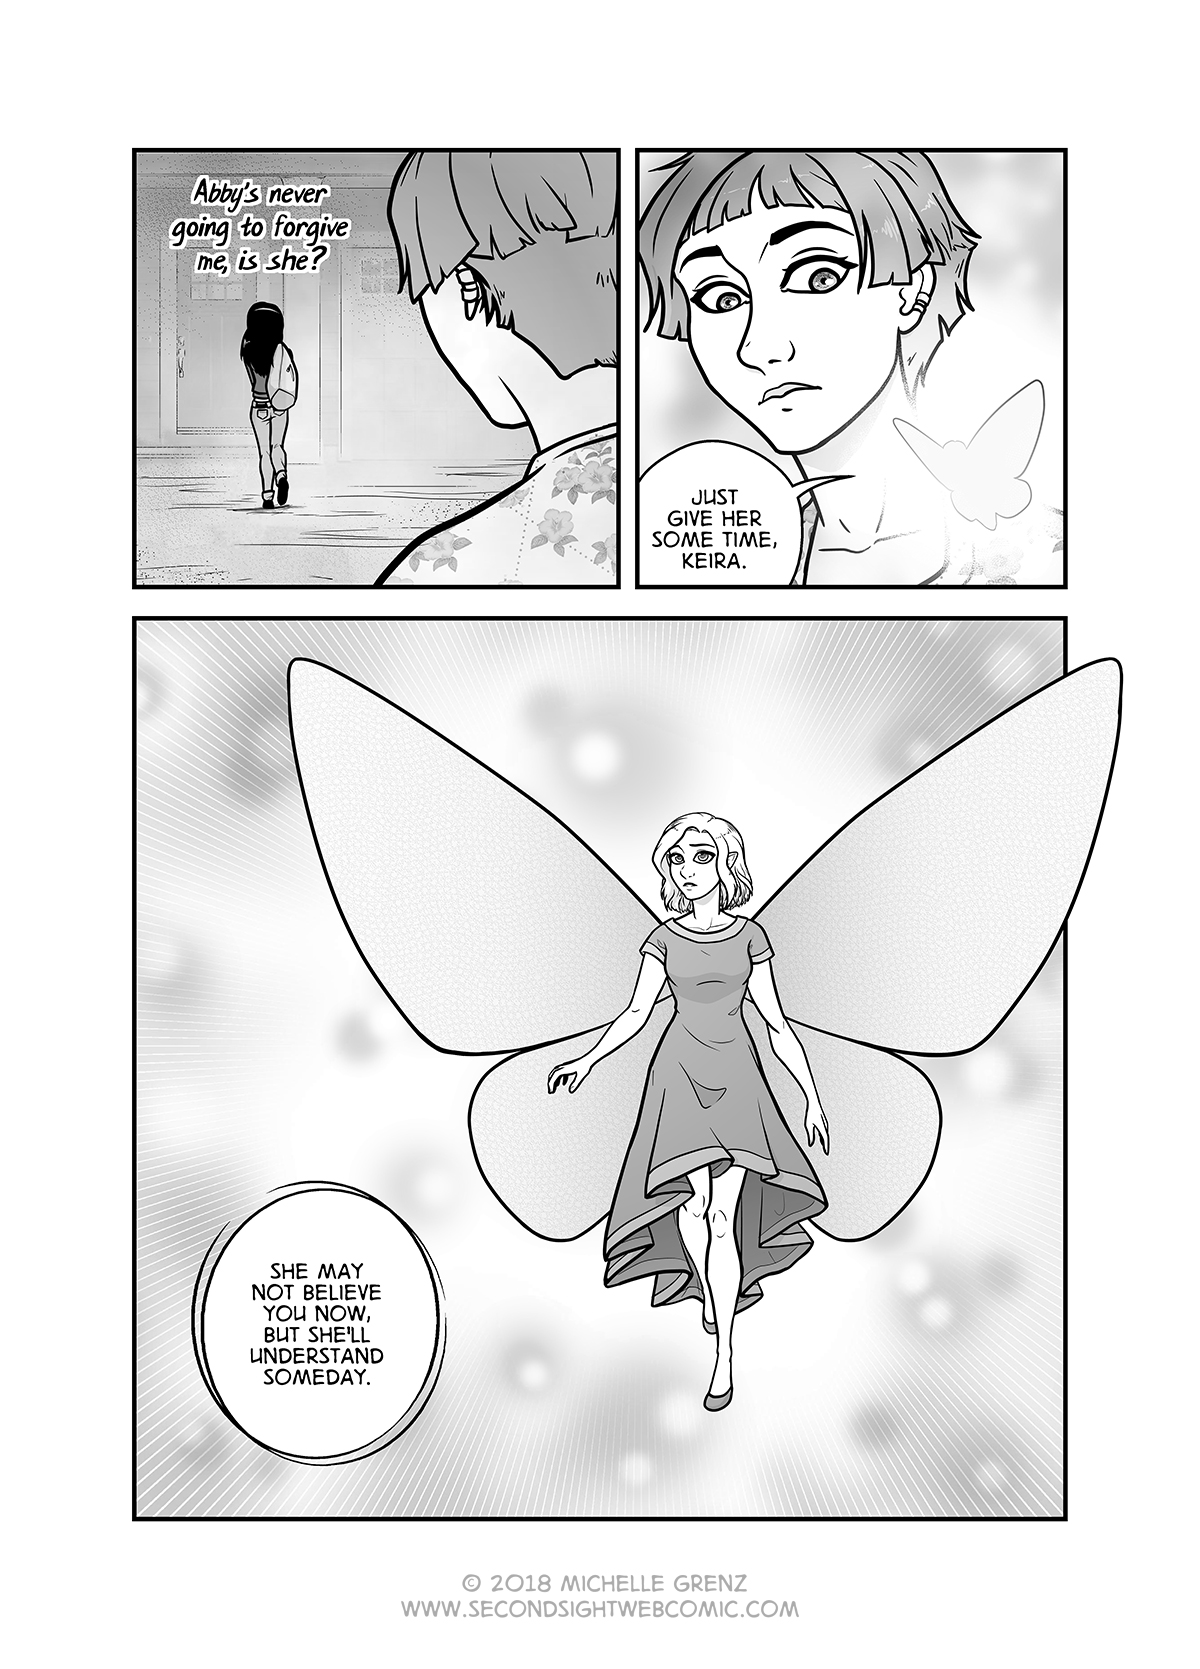 Abby's never
going to forgive
me, is she?
JUST
GIVE HER
SOME TIME,
KEIRA.
SHE MAY
NOT BELIEVE
YOU NOW,
BUT SHE'LL
UNDERSTAND
SOMEDAY.
© 2018 MICHELLE GRENZ
WWW.SECONDSIGHTWEBCOMIC.COM